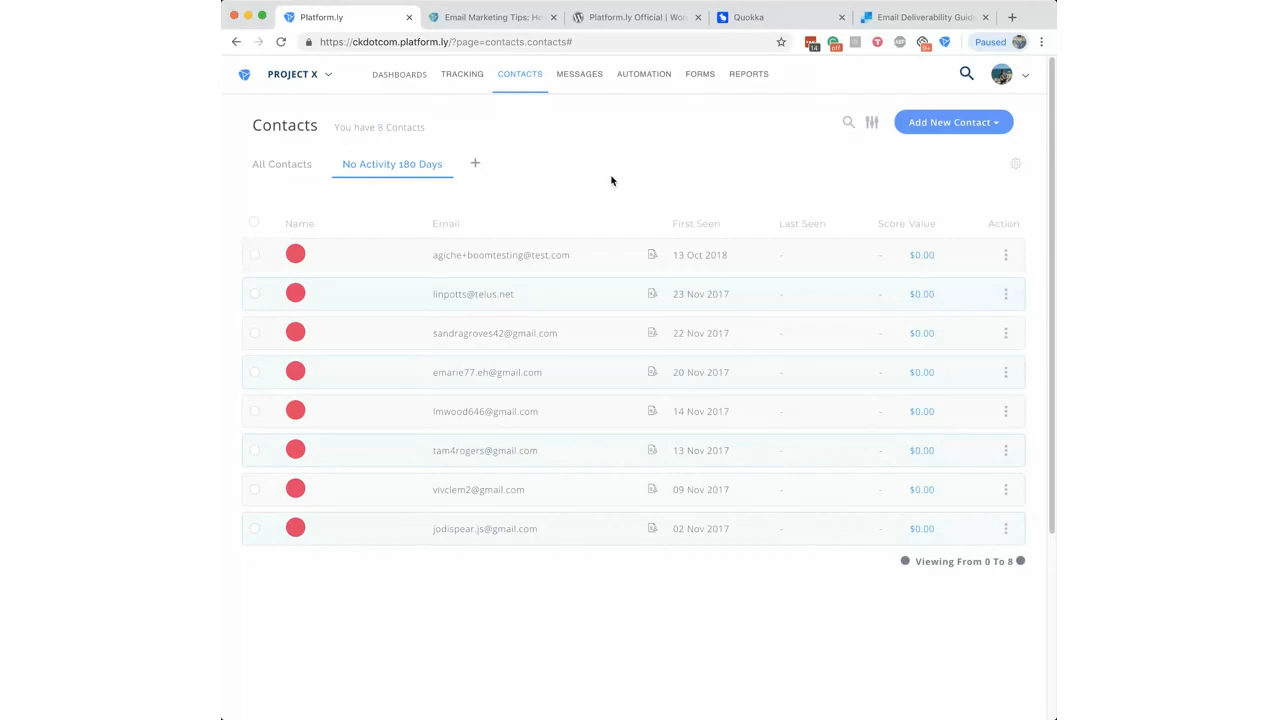 Platform.ly
Email Marketing Tips: Ho
Platform.ly Official | Wor
Quokka
Email Deliverability Guid
https://ckdotcom.platform.ly/?page=contacts.contacts#
14
off
9+
Paused
PROJECT X
DASHBOARDS
TRACKING
CONTACTS
MESSAGES
AUTOMATION
FORMS
REPORTS
Contacts
You have 8 Contacts
Add New Contact
All Contacts
No Activity 180 Days
+
Name
Email
First Seen
Last Seen
Score Value
Action
agiche+boomtesting@test.com 13 Oct 2018 - - $0.00
linpotts@telus.net 23 Nov 2017 - - $0.00
sandragroves42@gmail.com 22 Nov 2017 - - $0.00
emarie77.eh@gmail.com 20 Nov 2017 - - $0.00
lmwood646@gmail.com 14 Nov 2017 - - $0.00
tam4rogers@gmail.com 13 Nov 2017 - - $0.00
vivclem2@gmail.com 09 Nov 2017 - - $0.00
jodispear.js@gmail.com 02 Nov 2017 - - $0.00
Viewing From 0 To 8